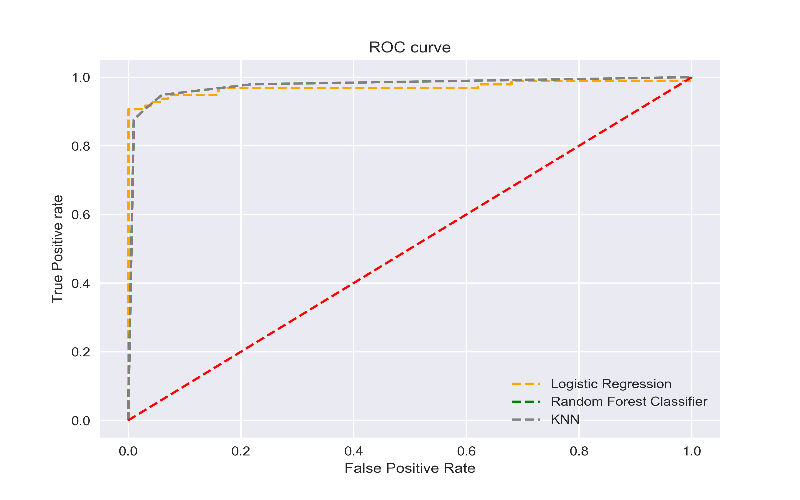 ROC curve
1.0
0.8
0.6
0.4
0.2
0.0
True Positive rate
Logistic Regression
Random Forest Classifier
KNN
0.0 0.2 0.4 0.6 0.8 1.0
False Positive Rate